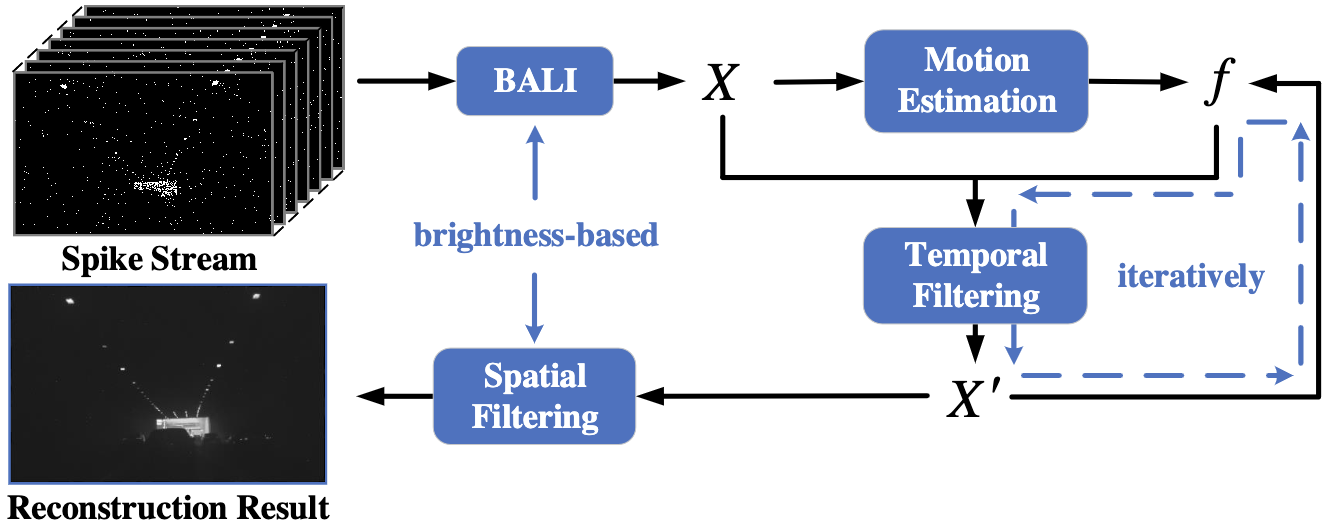 BALI
X
Motion
Estimation
f
brightness-based
Spike Stream
Temporal
Filtering
iteratively
Spatial
Filtering
X′
Reconstruction Result